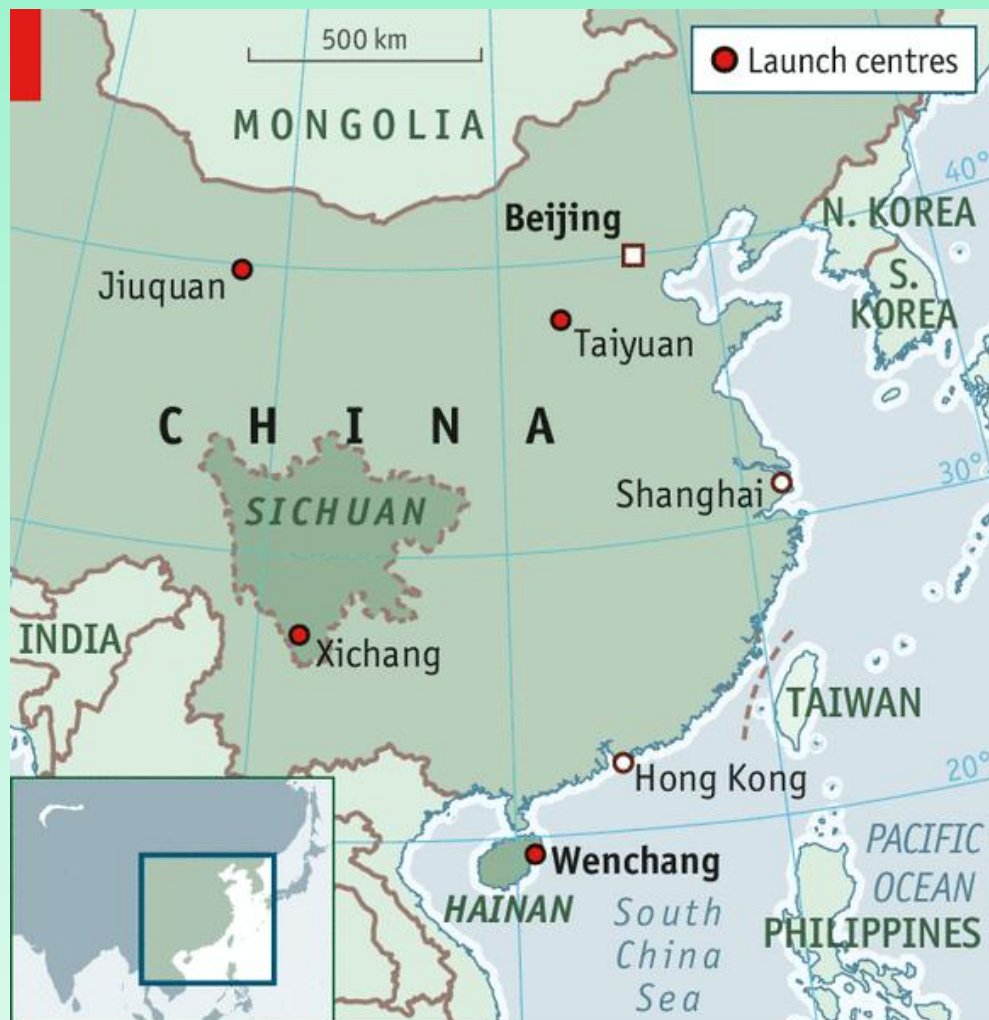 500 km
Launch centres
MONGOLIA
40°
N. KOREA
Beijing
S.
KOREA
Jiuquan
Taiyuan
CHINA
30°
Shanghai
SICHUAN
INDIA
Xichang
TAIWAN
20°
Hong Kong
PACIFIC
OCEAN
Wenchang
HAINAN
South
China
Sea
PHILIPPINES